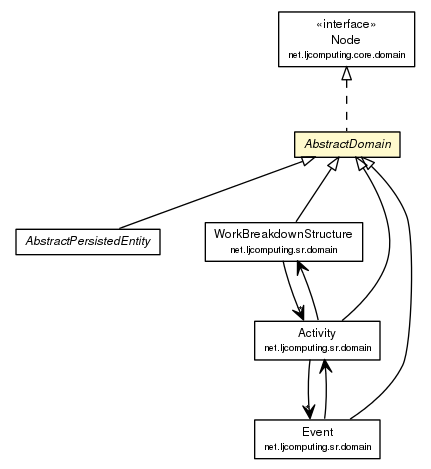 «interface»
Node
net.ljcomputing.core.domain
AbstractDomain
AbstractPersistedEntity
WorkBreakdownStructure
net.ljcomputing.sr.domain
Activity
net.ljcomputing.sr.domain
Event
net.ljcomputing.sr.domain